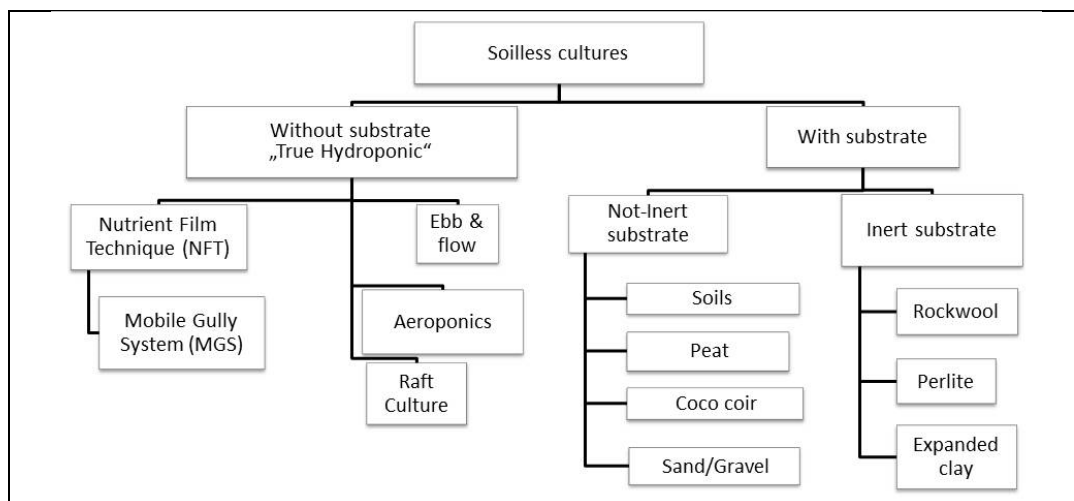 Soilless cultures
Without substrate
„True Hydroponic“
With substrate
Nutrient Film
Technique (NFT)
Ebb &
flow
Not-Inert
substrate
Inert substrate
Mobile Gully
System (MGS)
Aeroponics
Raft
Culture
Soils
Peat
Coco coir
Sand/Gravel
Rockwool
Perlite
Expanded
clay